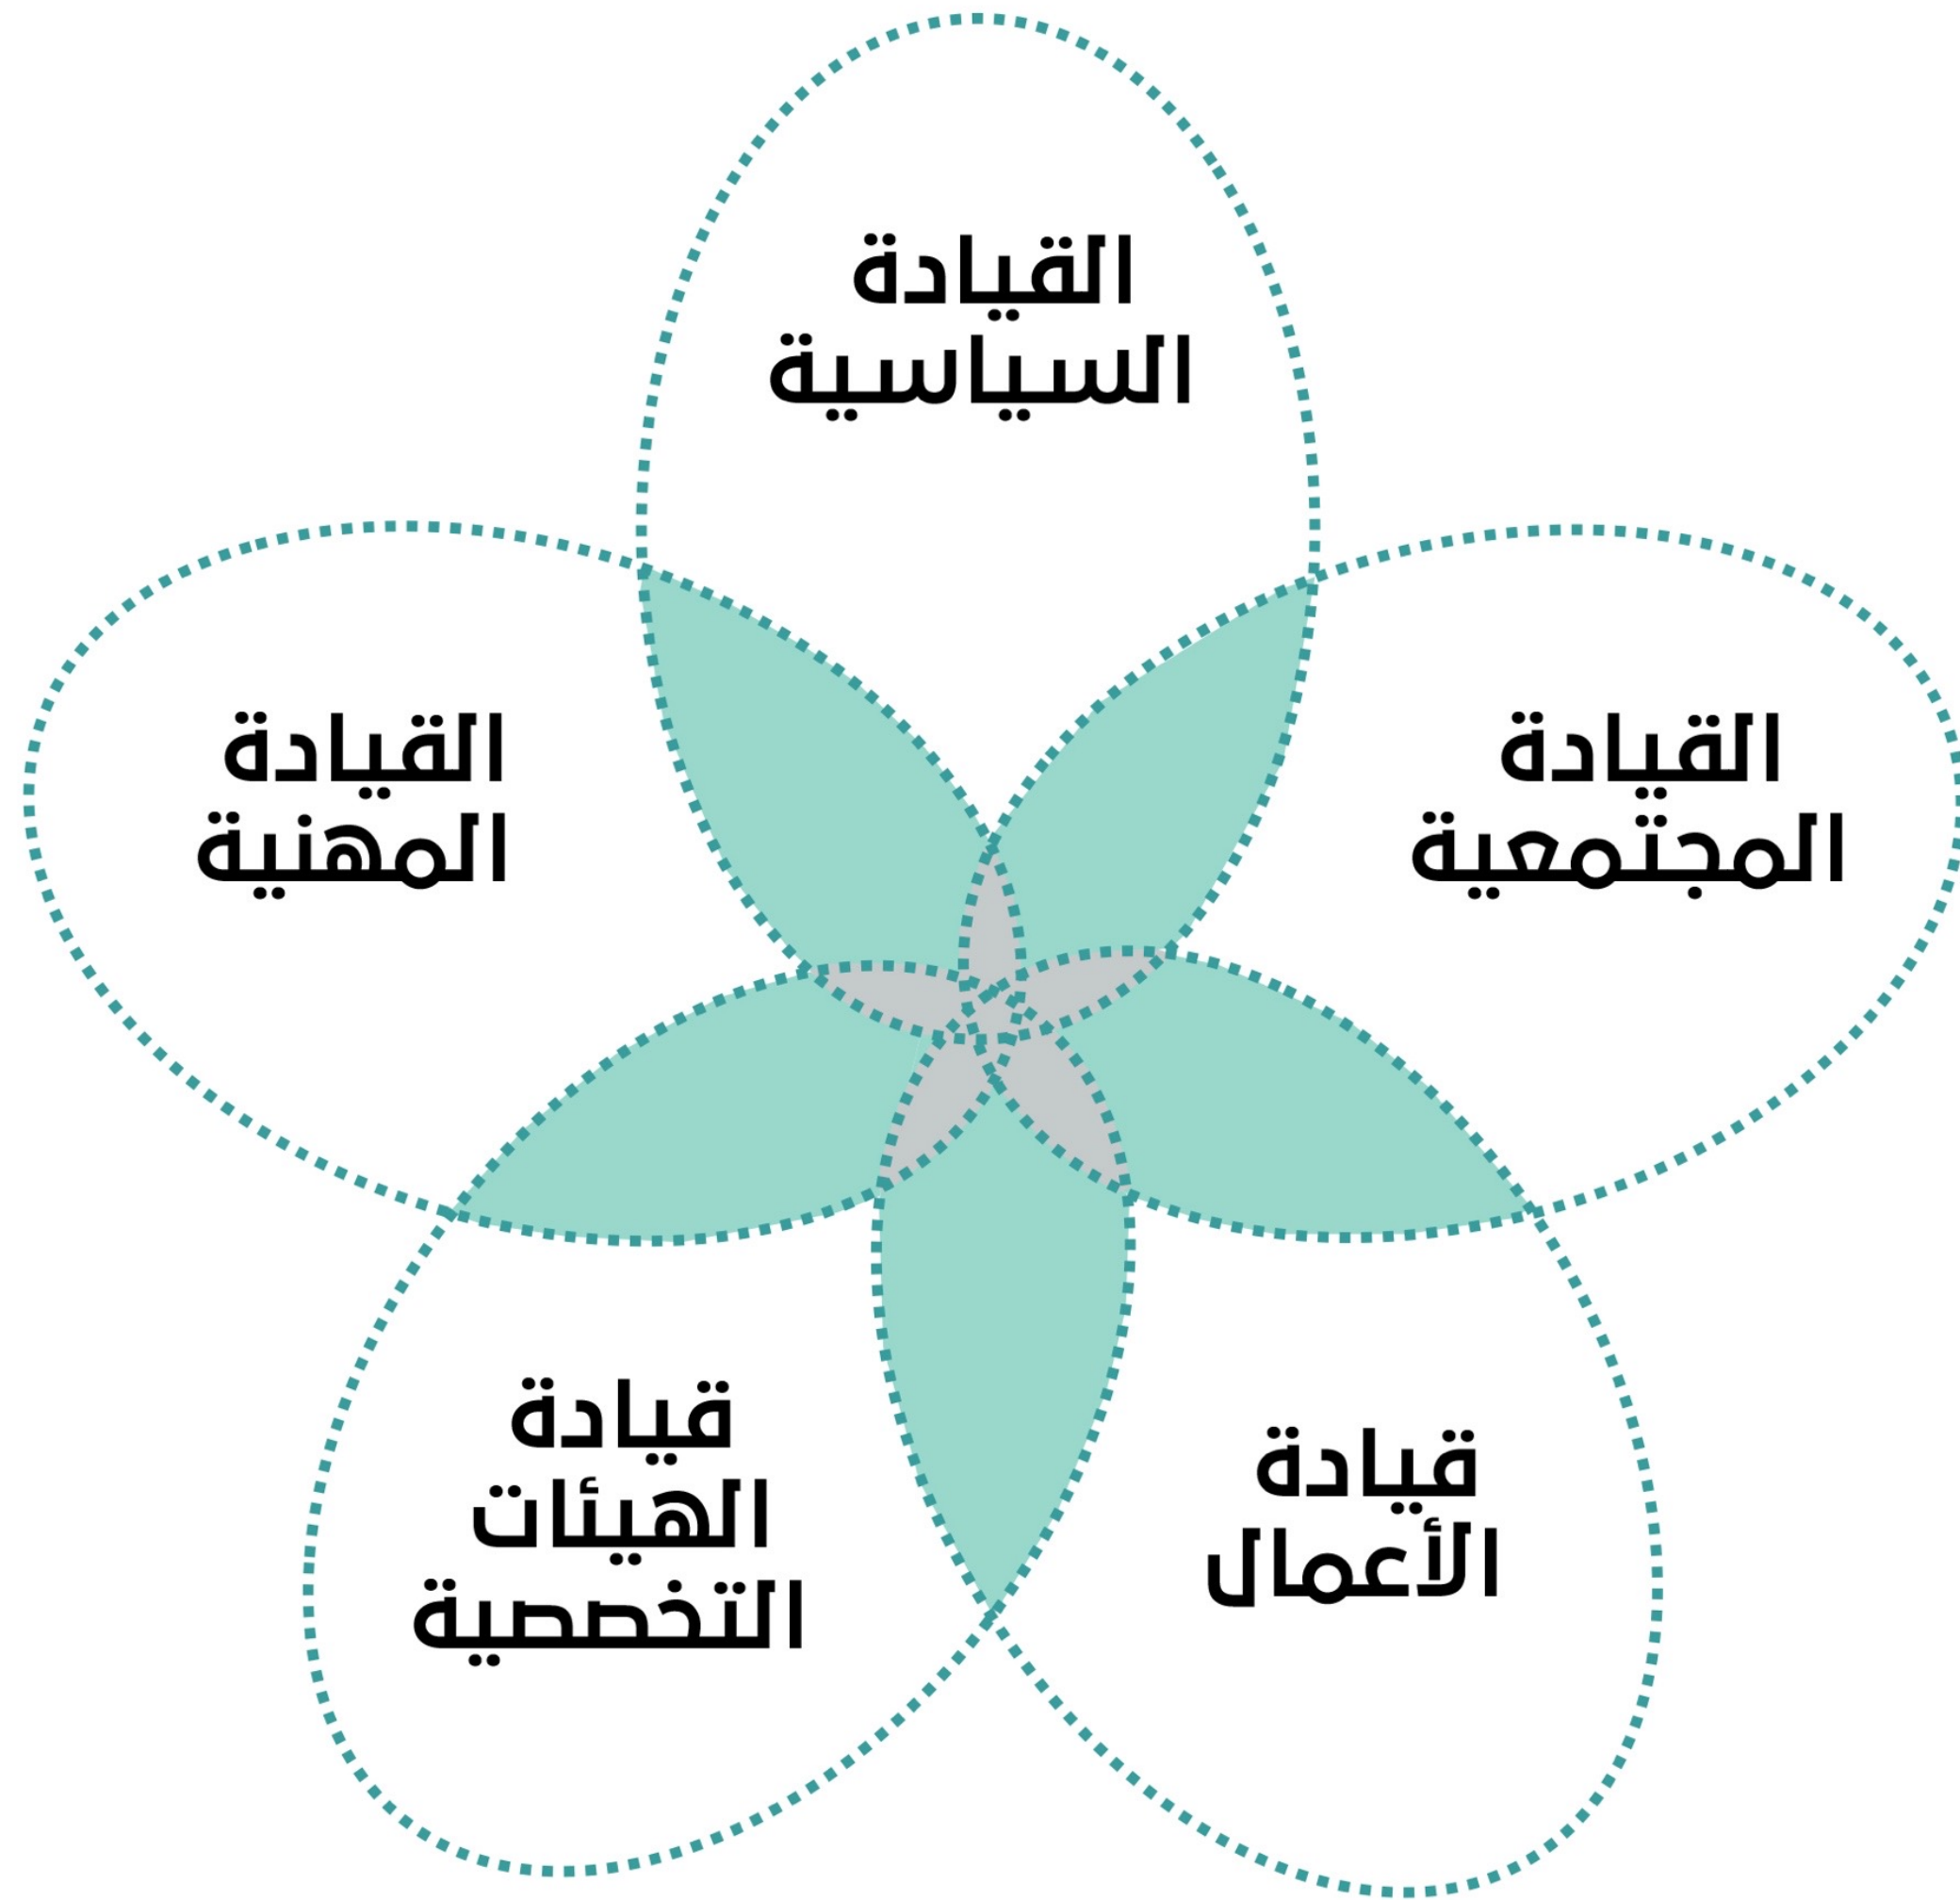 القيادة
السياسية
القيادة
المجتمعية
القيادة
المهنية
قيادة
الأعمال
قيادة
الهيئات
التخصصية